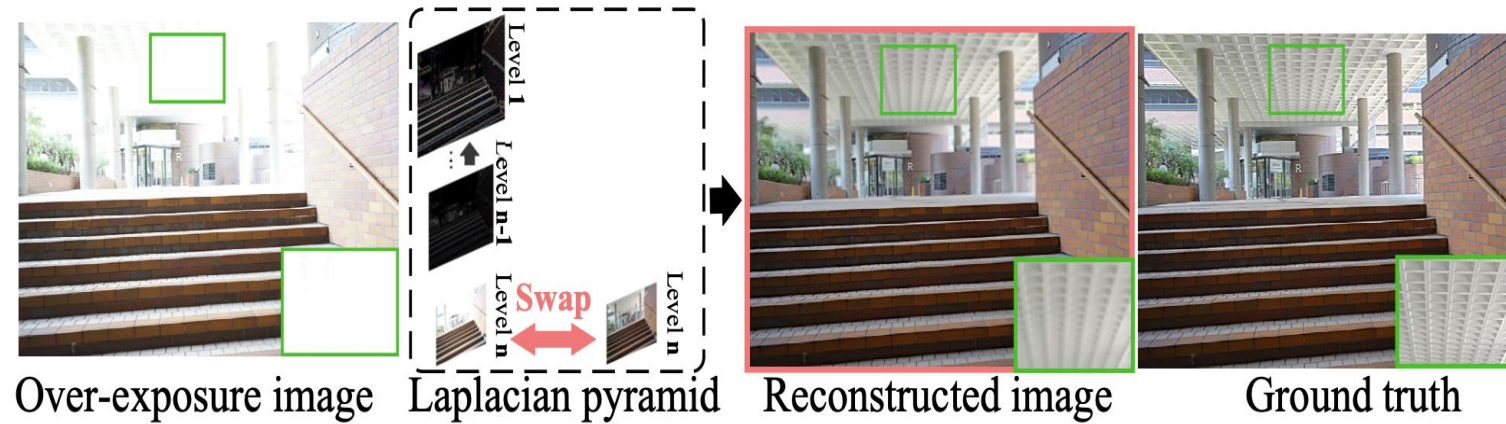 Level 1
Level n-1
Level n
Swap
Level n
R
R
R
Over-exposure image
Laplacian pyramid
Reconstructed image
Ground truth